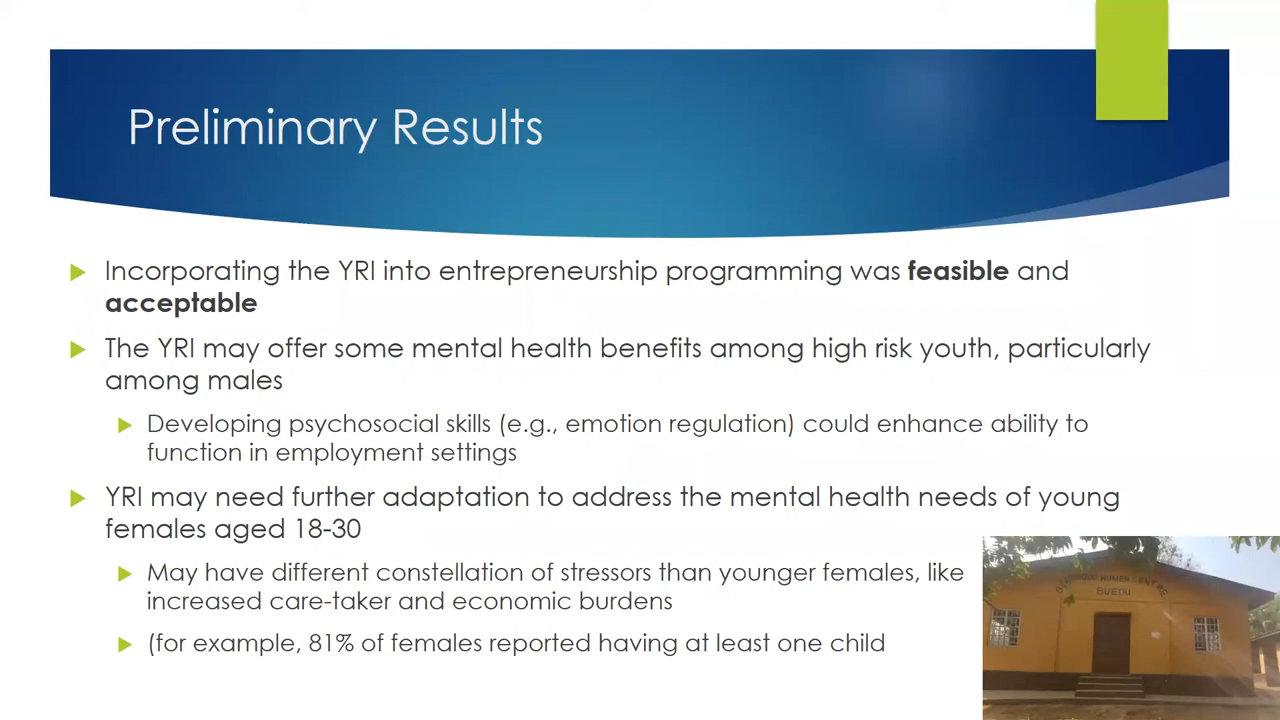 Preliminary Results
Incorporating the YRI into entrepreneurship programming was feasible and
acceptable
The YRI may offer some mental health benefits among high risk youth, particularly
among males
Developing psychosocial skills (e.g., emotion regulation) could enhance ability to
function in employment settings
YRI may need further adaptation to address the mental health needs of young
females aged 18-30
May have different constellation of stressors than younger females, like
increased care-taker and economic burdens
(for example, 81% of females reported having at least one child
CENTRE
BUEDU